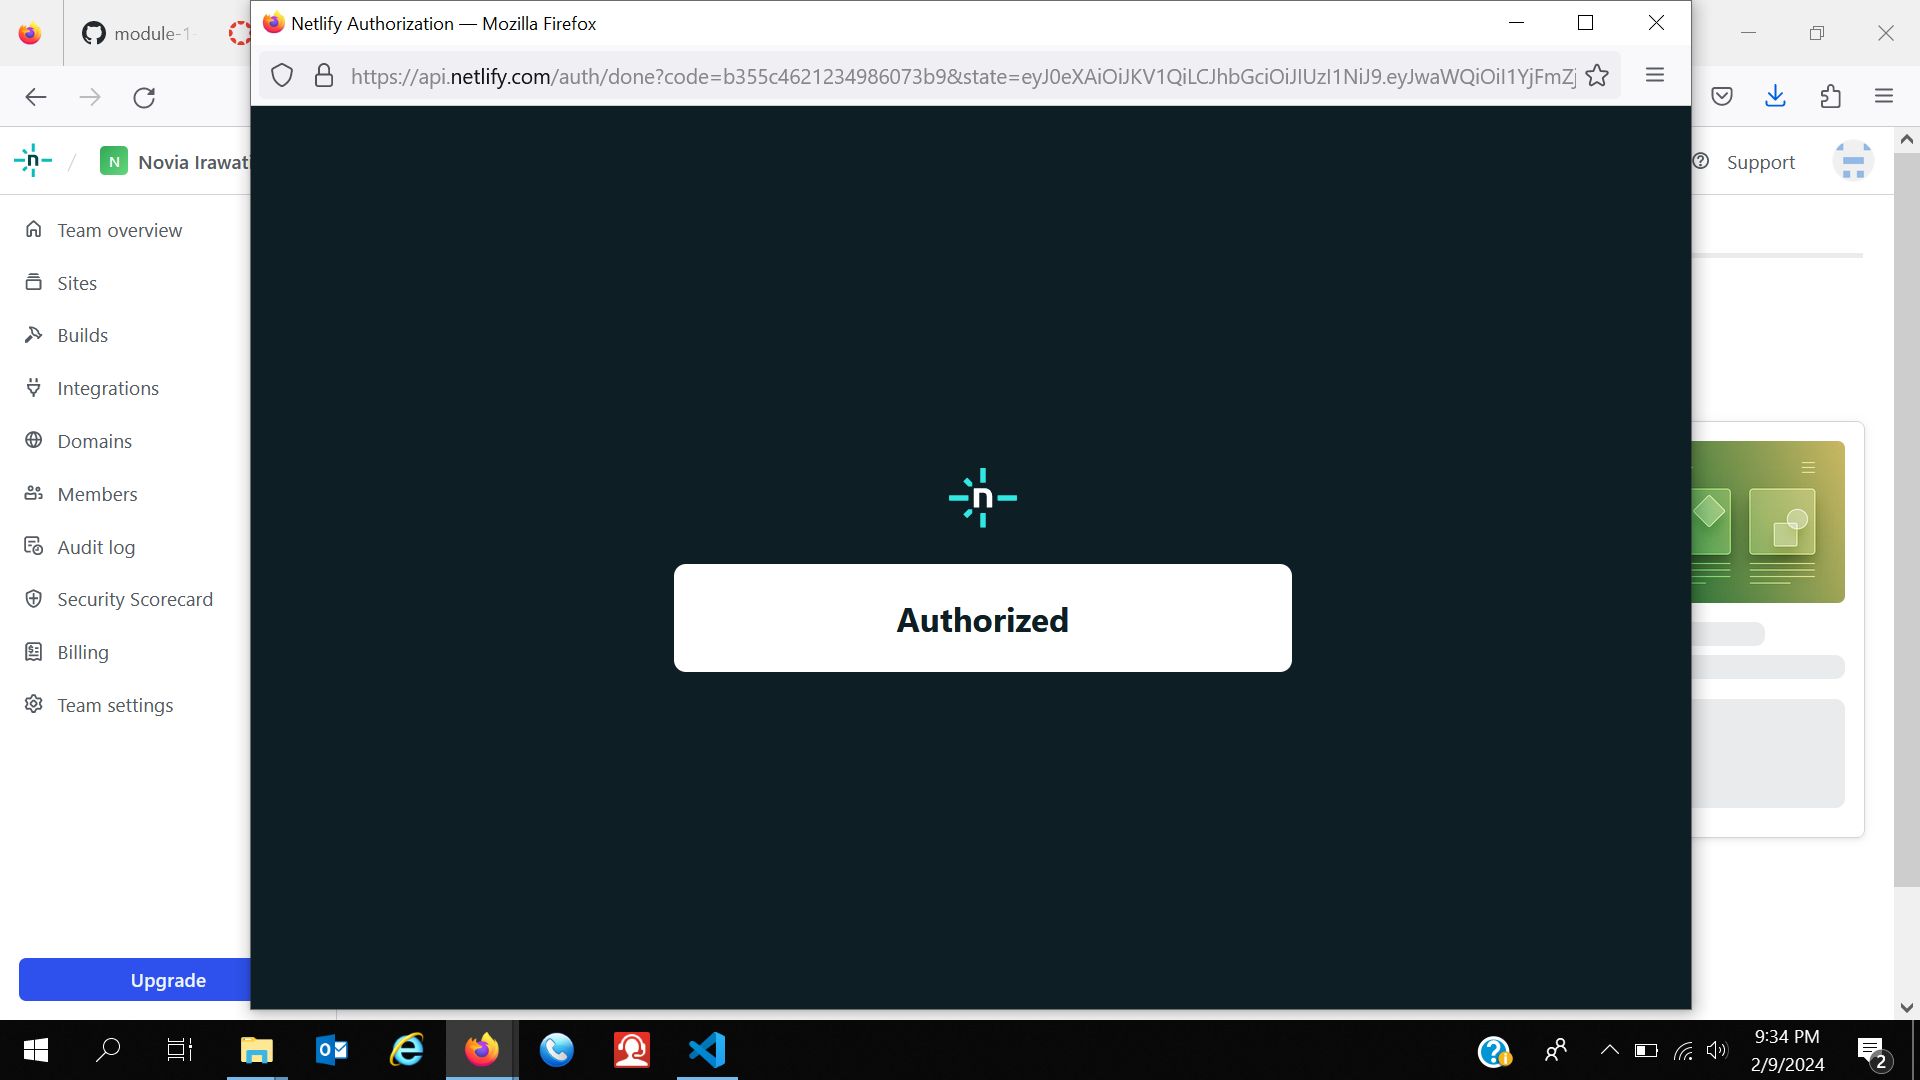 Netlify Authorization — Mozilla Firefox
module-1-
https://api.netlify.com/auth/done?code=b355c4621234986073b9&state=eyJ0eXAiOiJKV1QiLCJhbGciOiJIUzI1NiJ9.eyJwaWQiOiI1YjFmZj
n / N Novia Irawati
Support
Team overview
Sites
Builds
Integrations
Domains
Members
Audit log
Security Scorecard
Billing
Team settings
n
Authorized
Upgrade
9:34 PM
2/9/2024
2